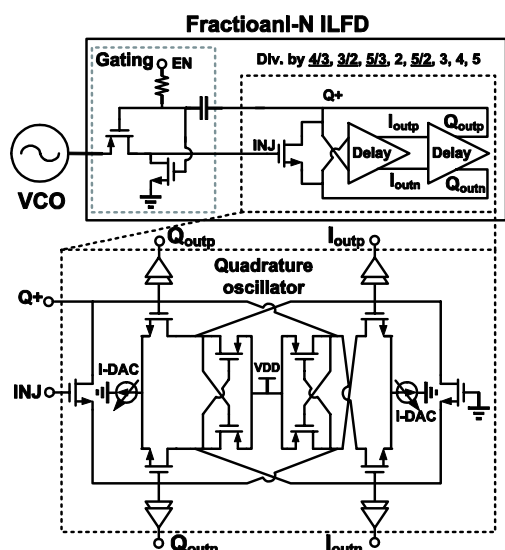 Fractioanl-N ILFD
Gating
EN
Div. by 4/3, 3/2, 5/3, 2, 5/2, 3, 4, 5
Q+
VCO
INJ
Delay
Ioutp
Ioutn
Delay
Qoutp
Qoutn
Qoutp
Ioutp
Quadrature
oscillator
Q+
INJ
I-DAC
VDD
I-DAC
Qoutn
Ioutn